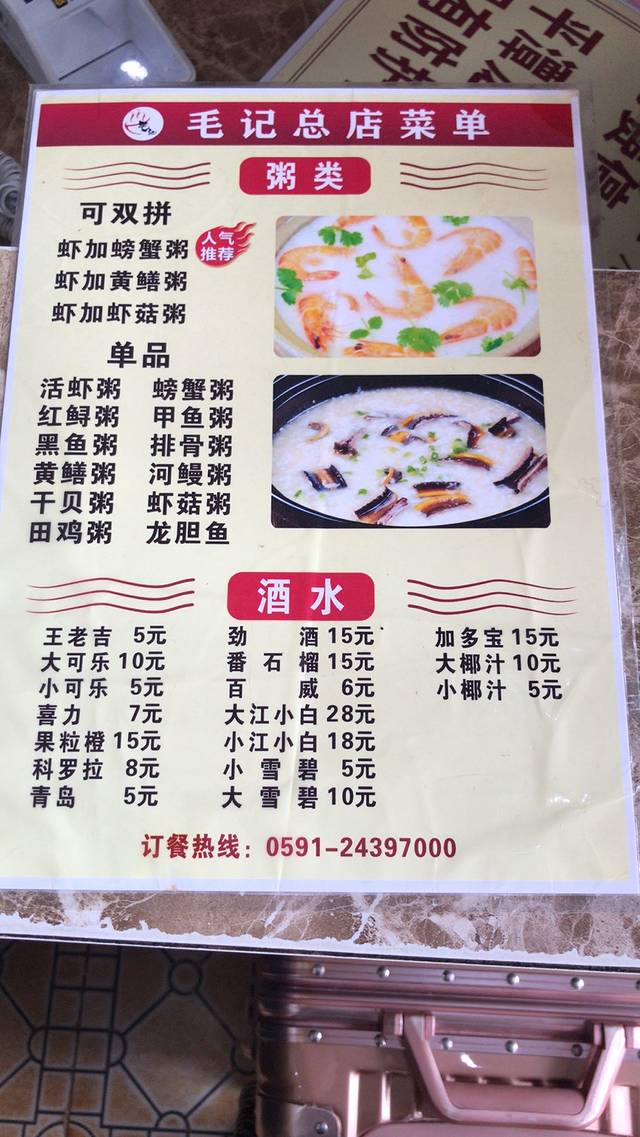 毛记总店菜单
粥类
可双拼
虾加螃蟹粥
人气
推荐
虾加黄鳝粥
虾加虾菇粥
单品
活虾粥 螃蟹粥
红鲟粥 甲鱼粥
黑鱼粥 排骨粥
黄鳝粥 河鳗粥
干贝粥 虾菇粥
田鸡粥 龙胆鱼
酒水
王老吉 5元 劲酒 15元 加多宝 15元
大可乐 10元 番石榴 15元 大椰汁 10元
小可乐 5元 百威 6元 小椰汁 5元
喜力 7元 大江小白 28元
果粒橙 15元 小江小白 18元
科罗拉 8元 小雪碧 5元
青岛 5元 大雪碧 10元
订餐热线：0591-24397000